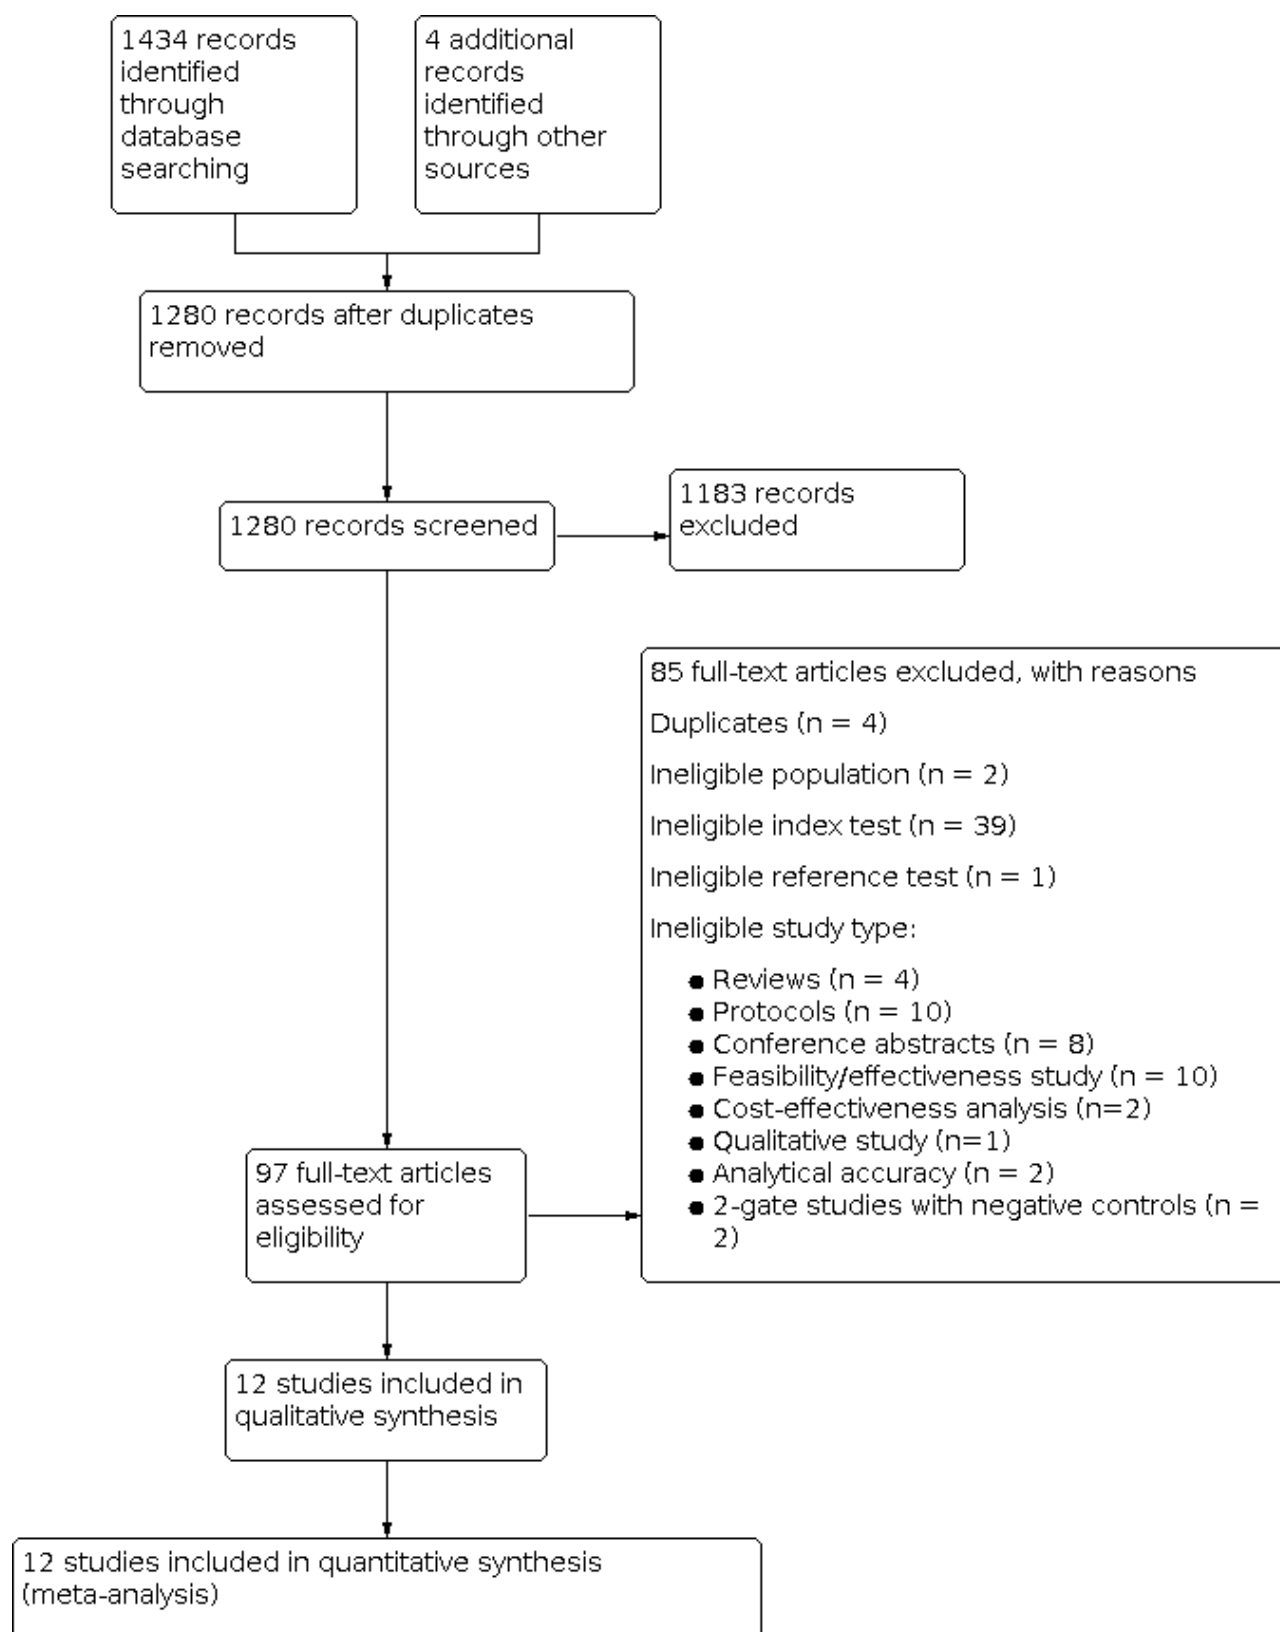 1434 records
identified
through
database
searching
4 additional
records
identified
through other
sources
1280 records after duplicates
removed
1280 records screened
1183 records
excluded
85 full-text articles excluded, with reasons
Duplicates (n = 4)
Ineligible population (n = 2)
Ineligible index test (n = 39)
Ineligible reference test (n = 1)
Ineligible study type:
● Reviews (n = 4)
● Protocols (n = 10)
● Conference abstracts (n = 8)
● Feasibility/effectiveness study (n = 10)
● Cost-effectiveness analysis (n=2)
● Qualitative study (n=1)
● Analytical accuracy (n = 2)
● 2-gate studies with negative controls (n =
2)
97 full-text articles
assessed for
eligibility
12 studies included in
qualitative synthesis
12 studies included in quantitative synthesis
(meta-analysis)